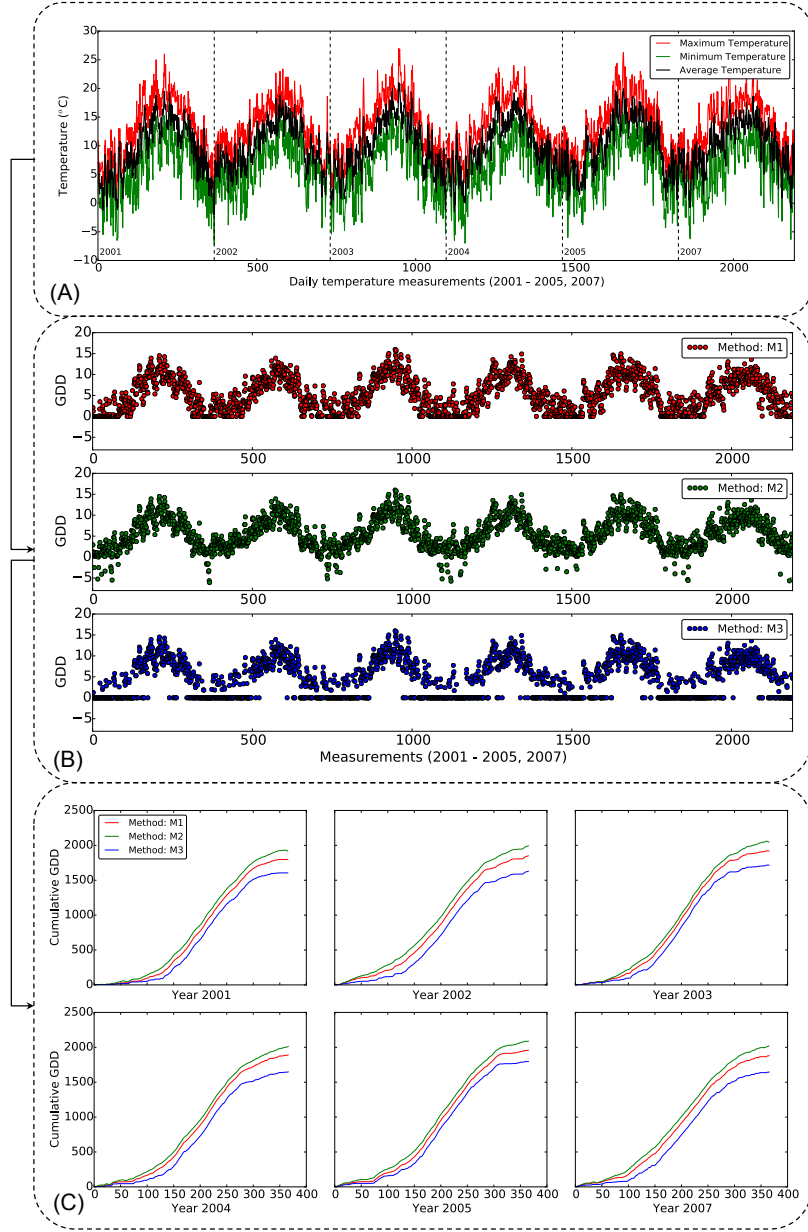 30
25
20
15
10
5
0
−5
−10
Temperature (°C)
Maximum Temperature
Minimum Temperature
Average Temperature
2001
2002
2003
2004
2005
2007
0
500
1000
1500
2000
Daily temperature measurements (2001 - 2005, 2007)
(A)
20
15
10
5
0
−5
GDD
Method: M1
0
500
1000
1500
2000
20
15
10
5
0
−5
GDD
Method: M2
0
500
1000
1500
2000
20
15
10
5
0
−5
GDD
Method: M3
0
500
1000
1500
2000
Measurements (2001 - 2005, 2007)
(B)
2500
2000
1500
1000
500
0
Cumulative GDD
Method: M1
Method: M2
Method: M3
Year 2001
Year 2002
Year 2003
2500
2000
1500
1000
500
0
Cumulative GDD
0 50 100 150 200 250 300 350 400
0 50 100 150 200 250 300 350 400
0 50 100 150 200 250 300 350 400
Year 2004
Year 2005
Year 2007
(C)